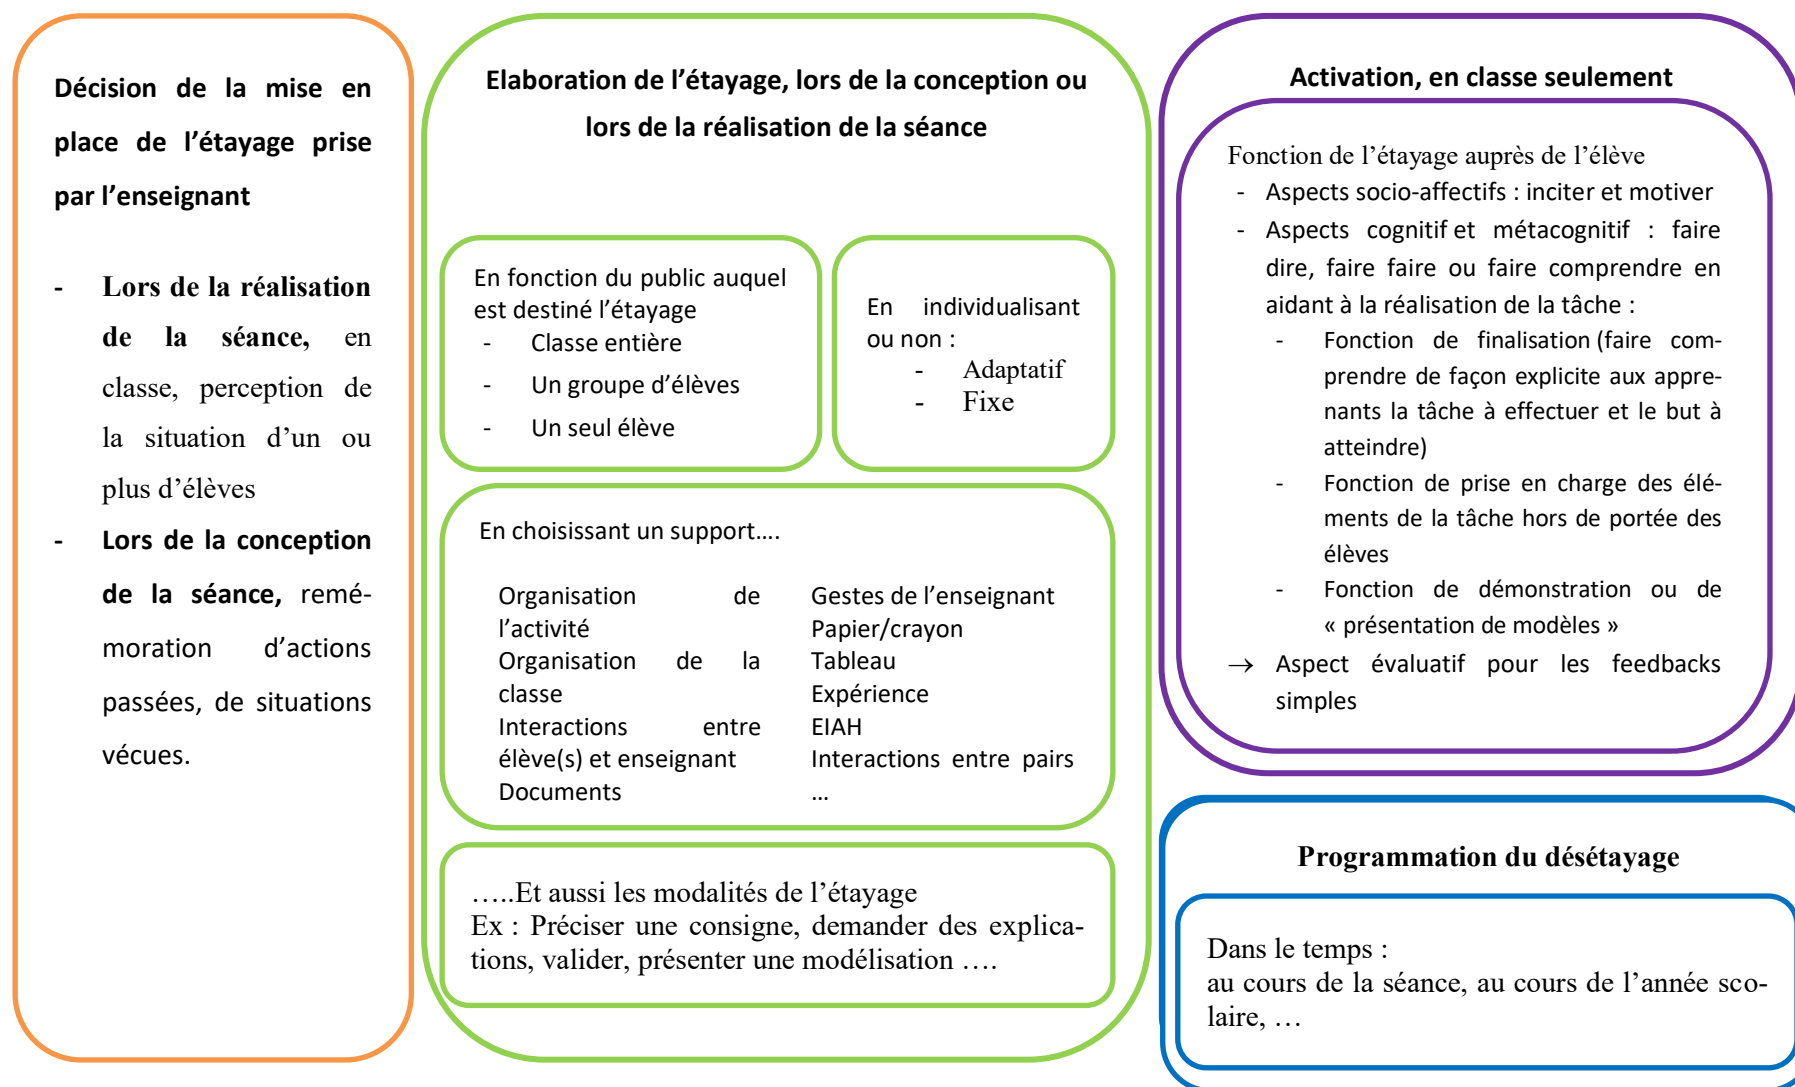 Décision de la mise en
place de l’étayage prise
par l’enseignant
- Lors de la réalisation
de la séance, en
classe, perception de
la situation d’un ou
plus d’élèves
- Lors de la conception
de la séance, remé-
moration d’actions
passées, de situations
vécues.
Elaboration de l’étayage, lors de la conception ou
lors de la réalisation de la séance
En fonction du public auquel
est destiné l’étayage
- Classe entière
- Un groupe d’élèves
- Un seul élève
En individualisant
ou non :
- Adaptatif
- Fixe
En choisissant un support….
Organisation de
l’activité
Organisation de la
classe
Interactions entre
élève(s) et enseignant
Documents
Gestes de l’enseignant
Papier/crayon
Tableau
Expérience
EIAH
Interactions entre pairs
…
…..Et aussi les modalités de l’étayage
Ex : Préciser une consigne, demander des explica-
tions, valider, présenter une modélisation ….
Activation, en classe seulement
Fonction de l’étayage auprès de l’élève
- Aspects socio-affectifs : inciter et motiver
- Aspects cognitif et métacognitif : faire
dire, faire faire ou faire comprendre en
aidant à la réalisation de la tâche :
- Fonction de finalisation (faire com-
prendre de façon explicite aux appre-
nants la tâche à effectuer et le but à
atteindre)
- Fonction de prise en charge des élé-
ments de la tâche hors de portée des
élèves
- Fonction de démonstration ou de
« présentation de modèles »
→ Aspect évaluatif pour les feedbacks
simples
Programmation du désétayage
Dans le temps :
au cours de la séance, au cours de l’année sco-
laire, …